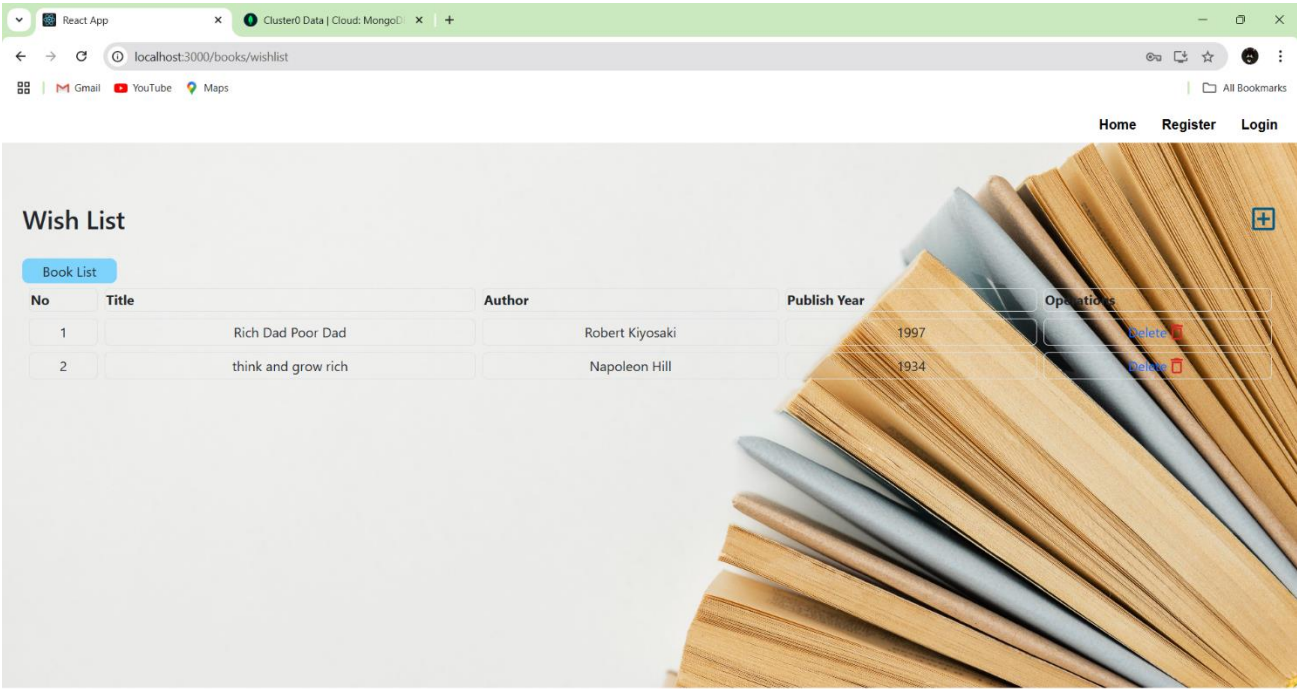 React App
Cluster0 Data | Cloud: MongoD
localhost:3000/books/wishlist
Gmail YouTube Maps All Bookmarks
Home Register Login
Wish List
Book List
No Title Author Publish Year Operations
1 Rich Dad Poor Dad Robert Kiyosaki 1997 Delete
2 think and grow rich Napoleon Hill 1934 Delete